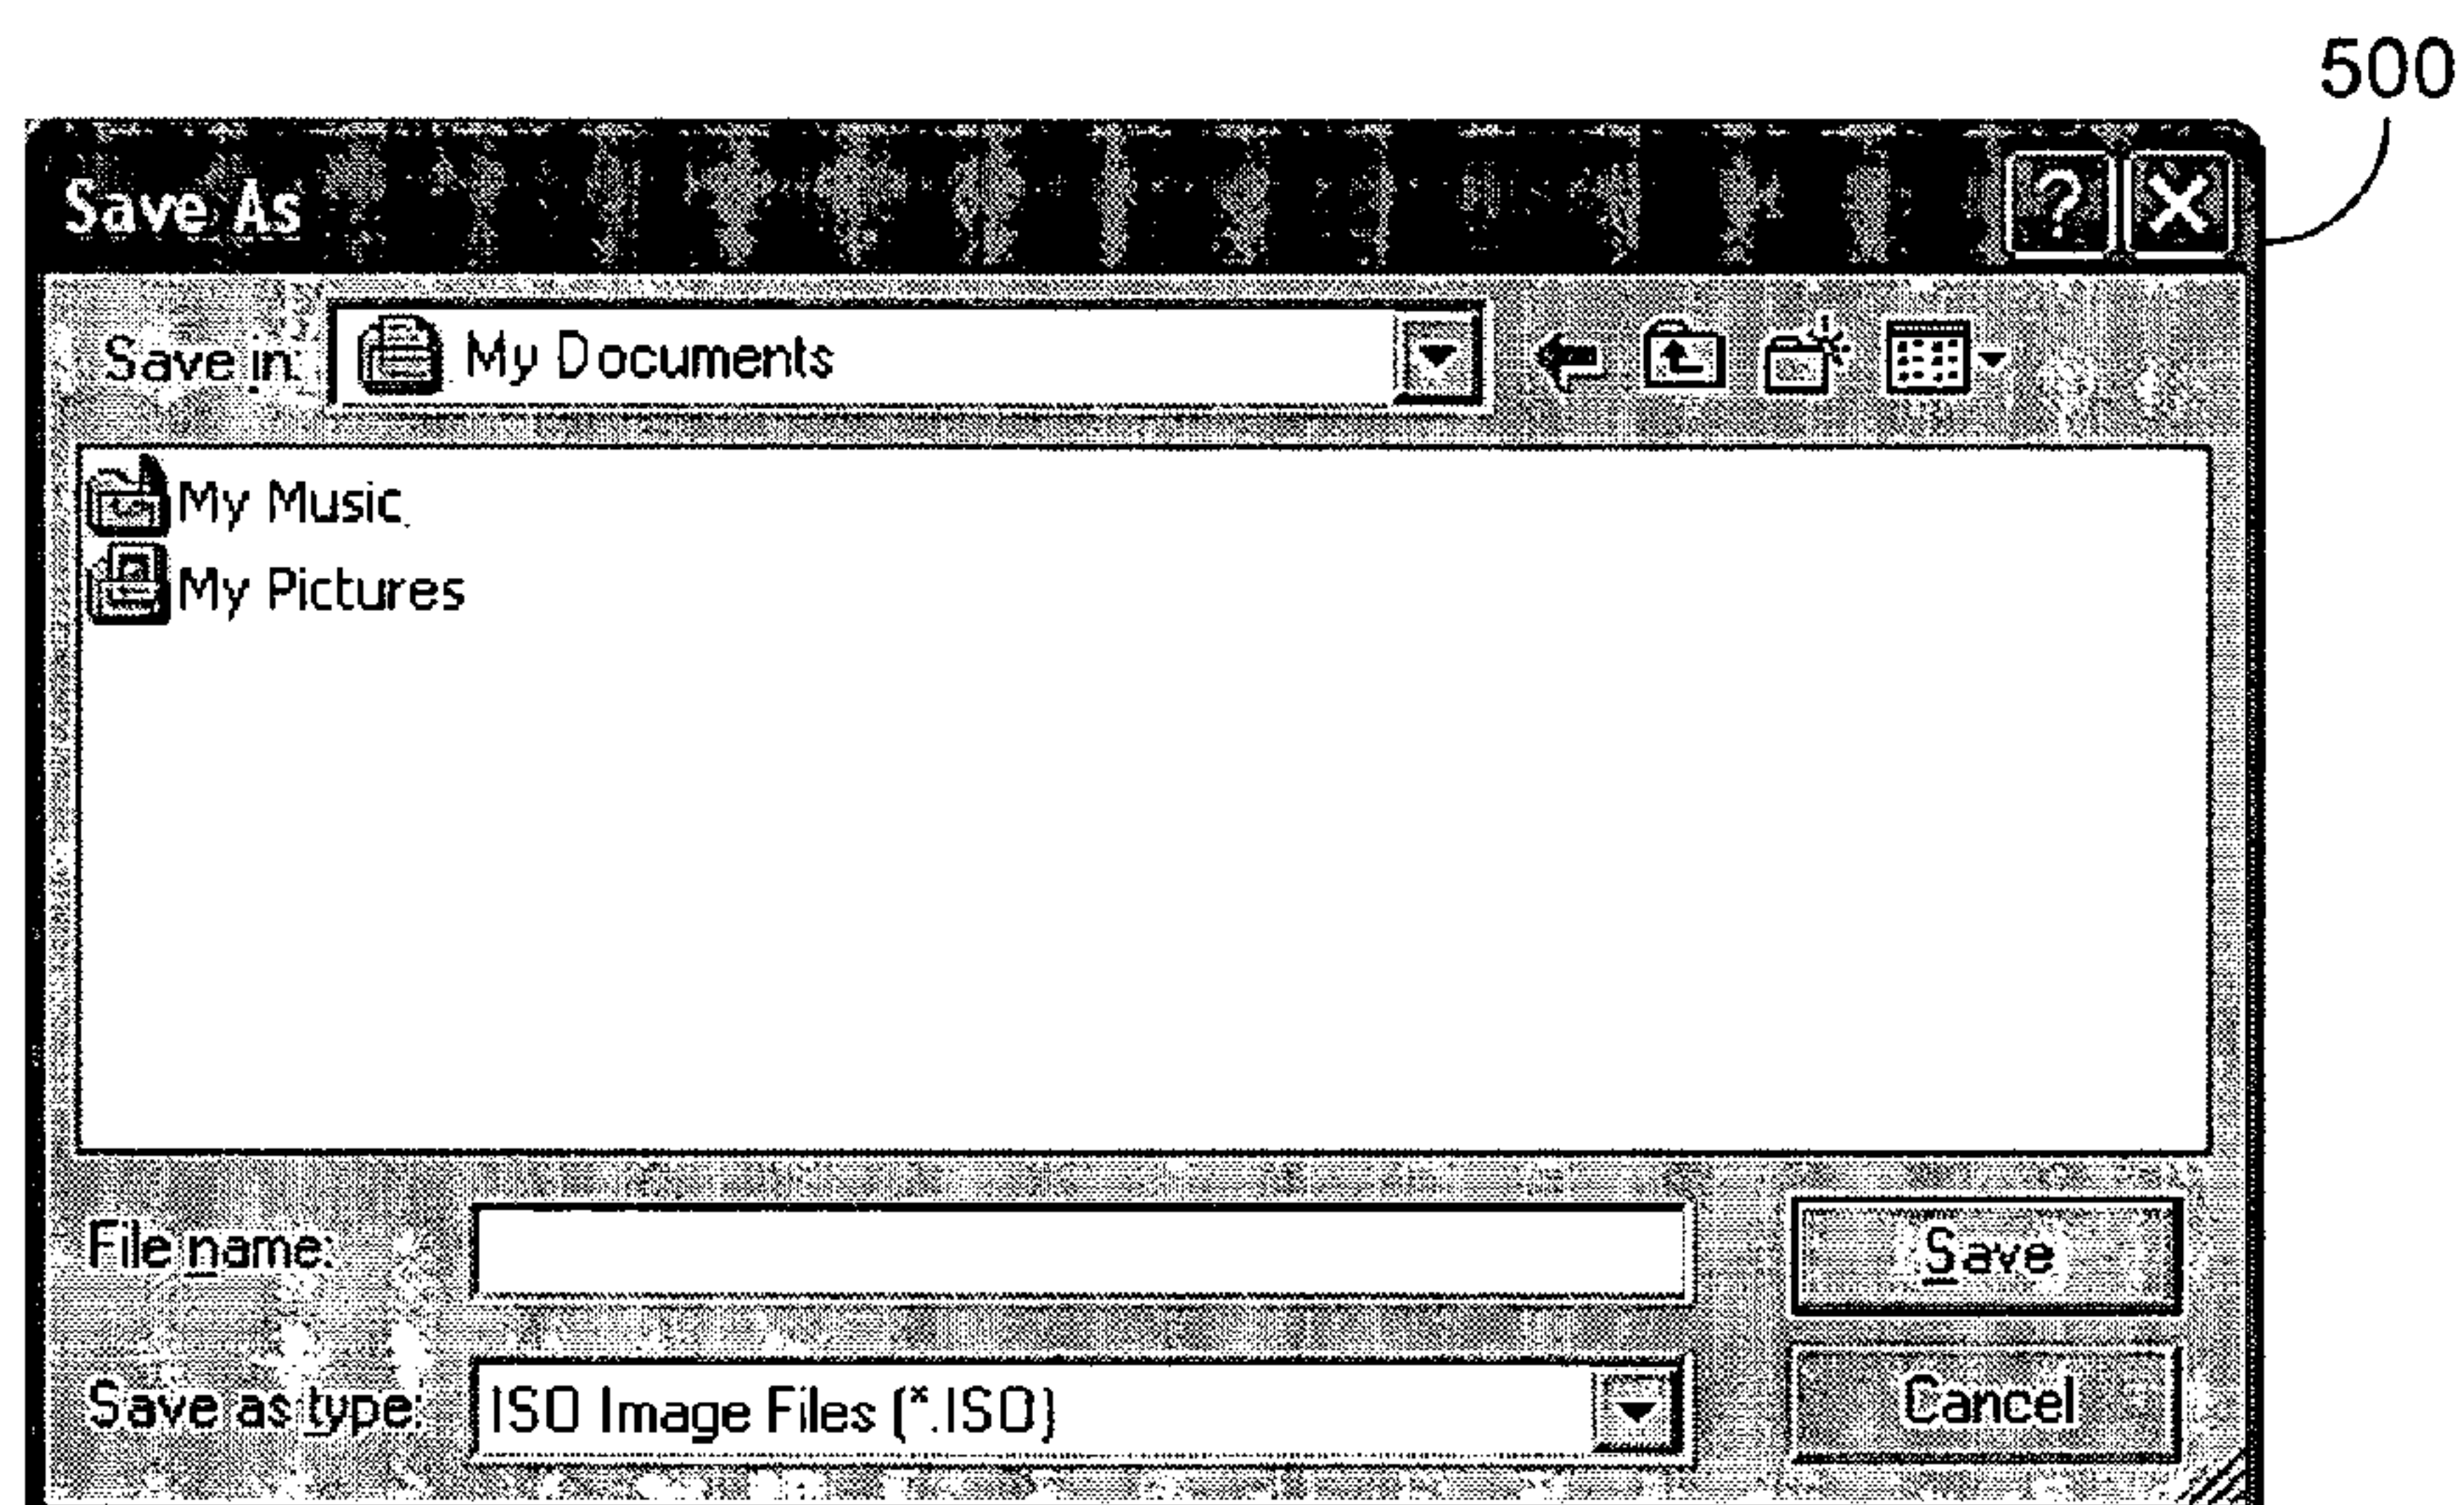 500
Save As
Save in: My Documents
My Music
My Pictures
File name:
Save
Save as type: ISO Image Files (*.ISO)
Cancel